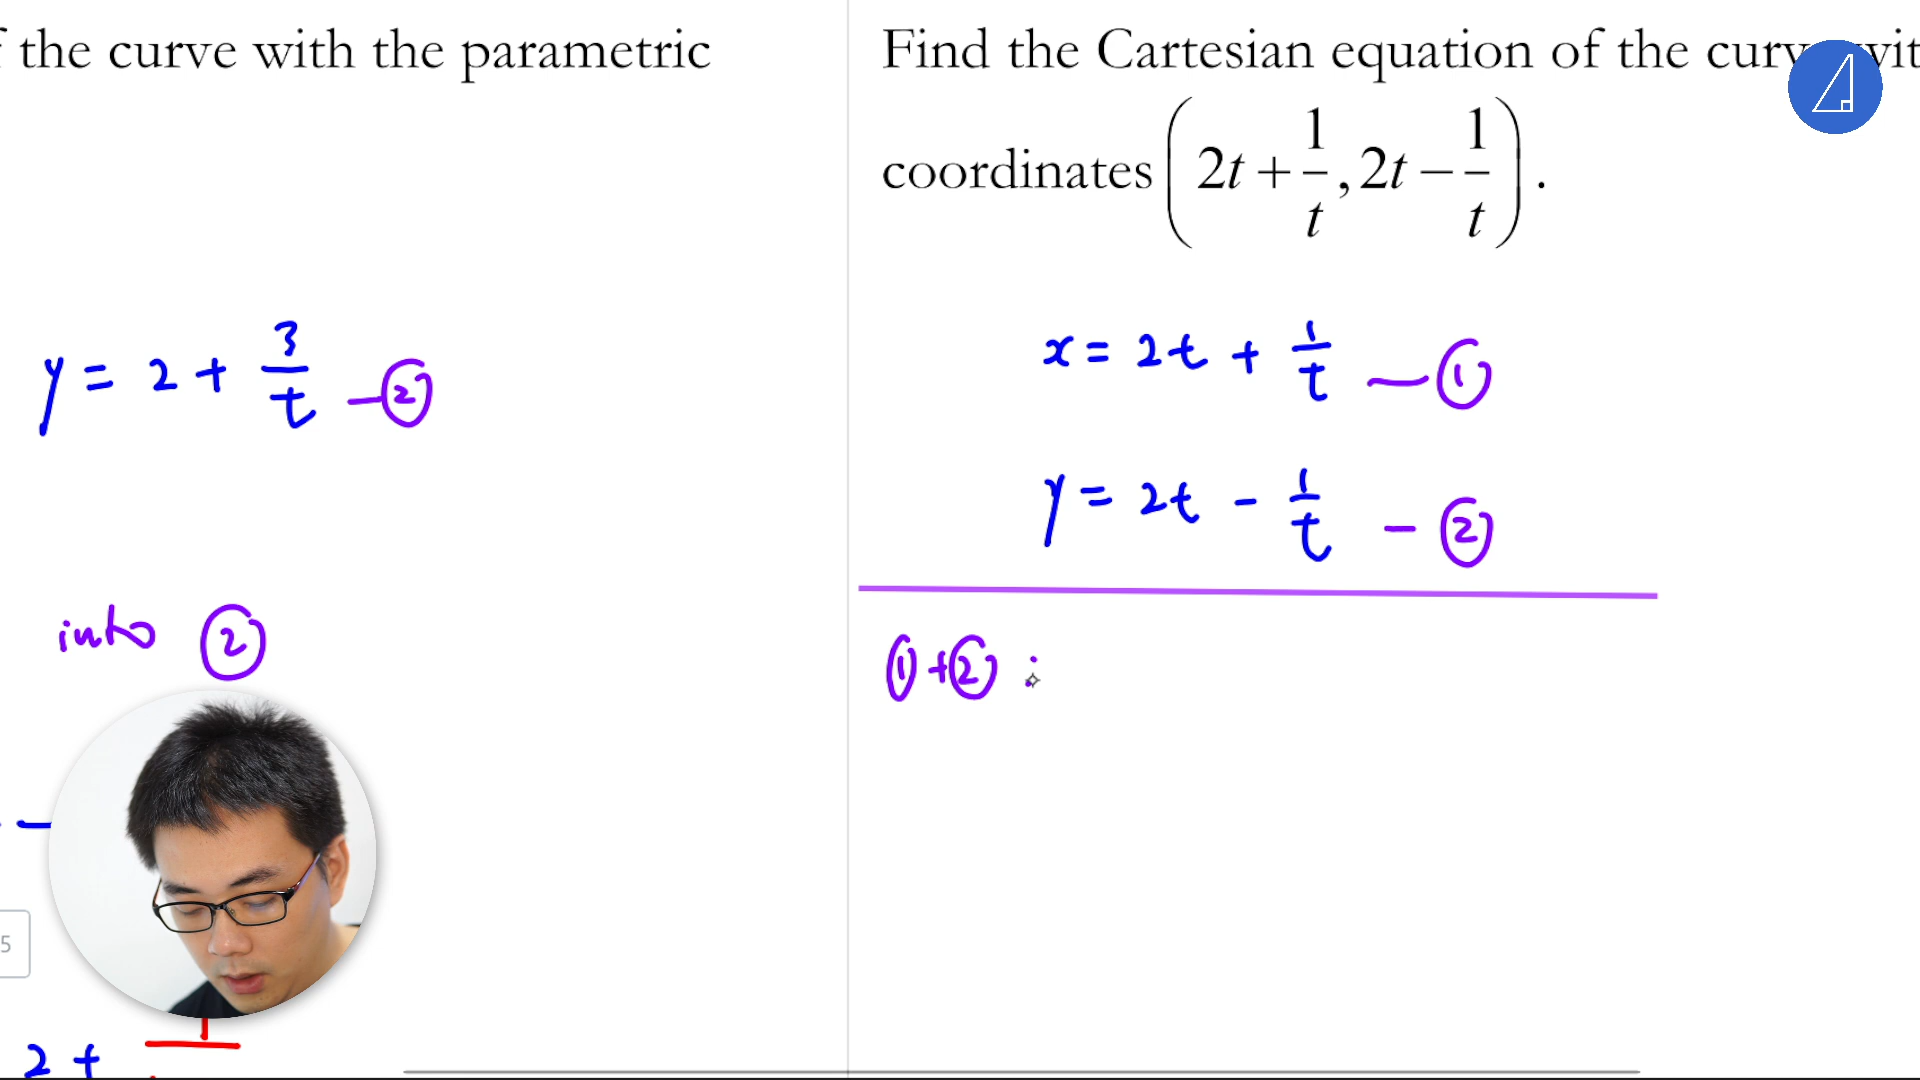 the curve with the parametric
y = 2 + 3/t – ②
into ②
5
2 +
Find the Cartesian equation of the curv
coordinates (2t + 1/t, 2t − 1/t).
x = 2t + 1/t — ①
y = 2t - 1/t - ②
①+② :